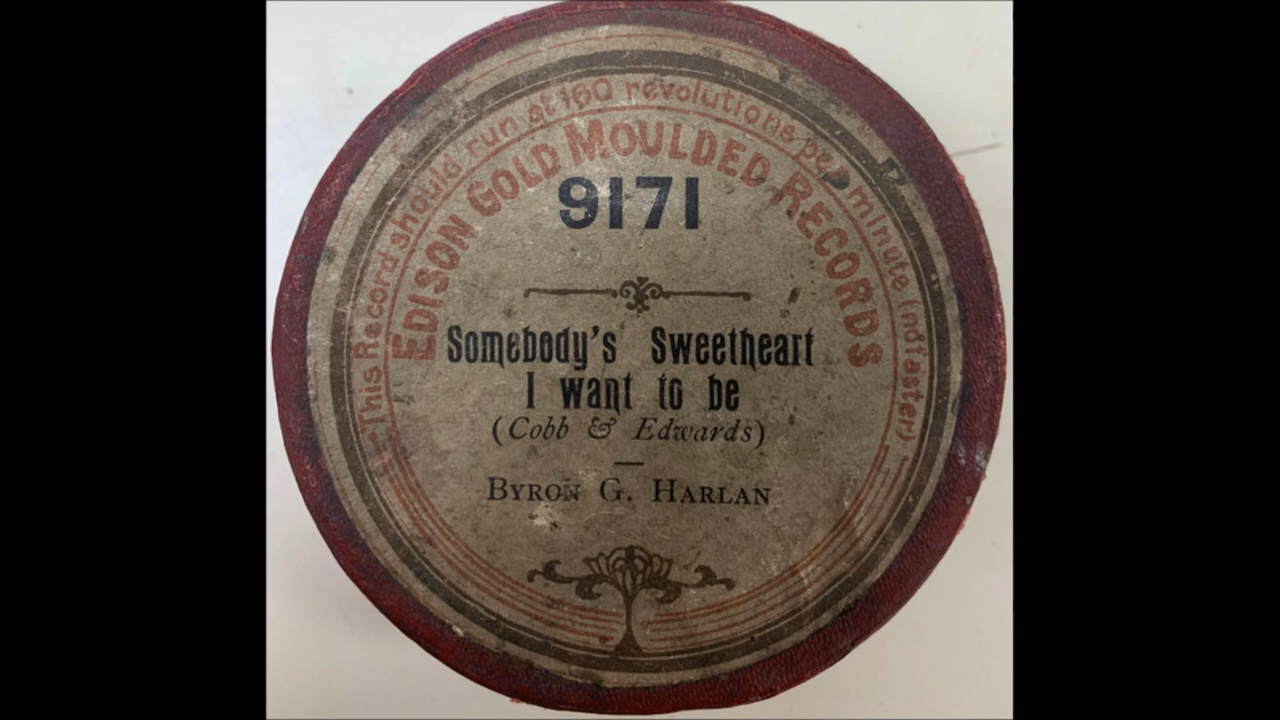 This Record should run at 160 revolutions per minute (not faster)
EDISON GOLD MOULDED RECORDS
9171
Somebody's Sweetheart
I want to be
(Cobb & Edwards)
BYRON G. HARLAN